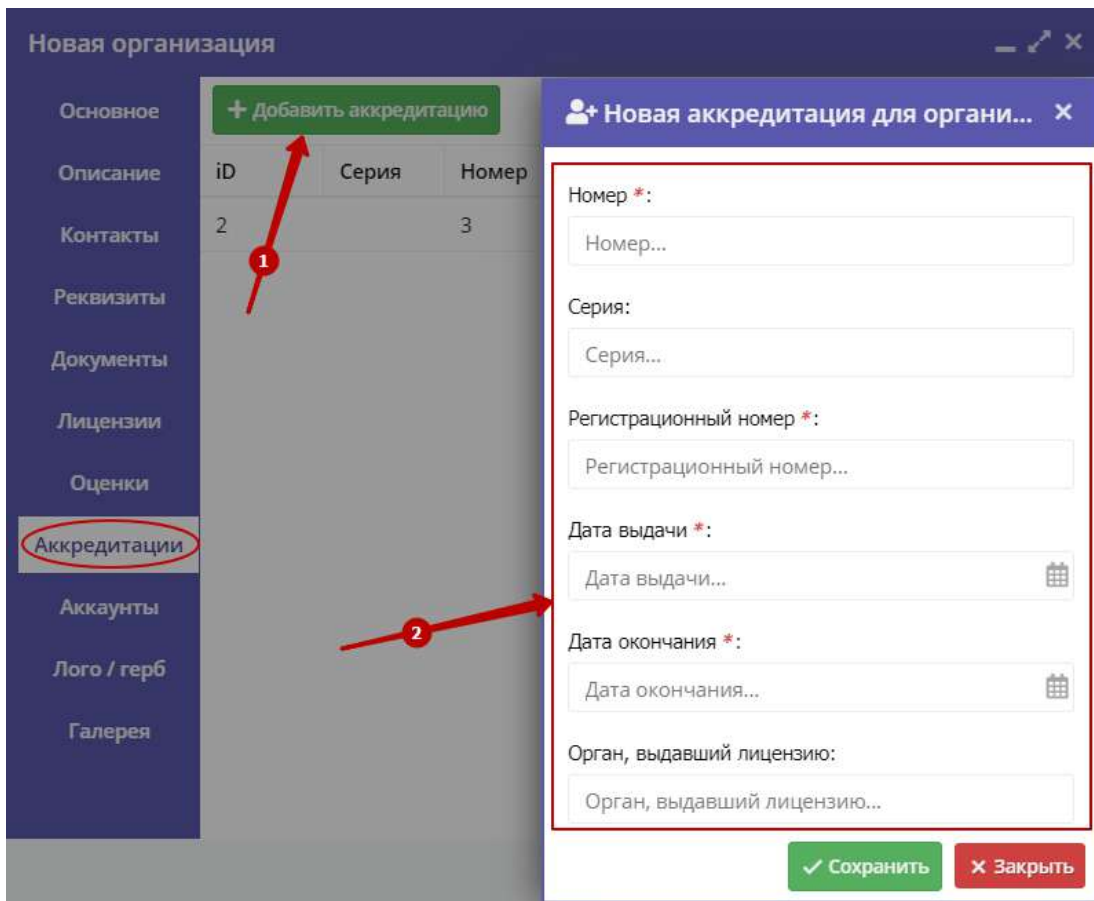 Новая организация
Основное
Описание
Контакты
Реквизиты
Документы
Лицензии
Оценки
Аккредитации
Аккаунты
Лого / герб
Галерея
+ Добавить аккредитацию
iD Серия Номер
2 3
1
2
Новая аккредитация для органи... ×
Номер *:
Номер...
Серия:
Серия...
Регистрационный номер *:
Регистрационный номер...
Дата выдачи *:
Дата выдачи...
Дата окончания *:
Дата окончания...
Орган, выдавший лицензию:
Орган, выдавший лицензию...
Сохранить
× Закрыть